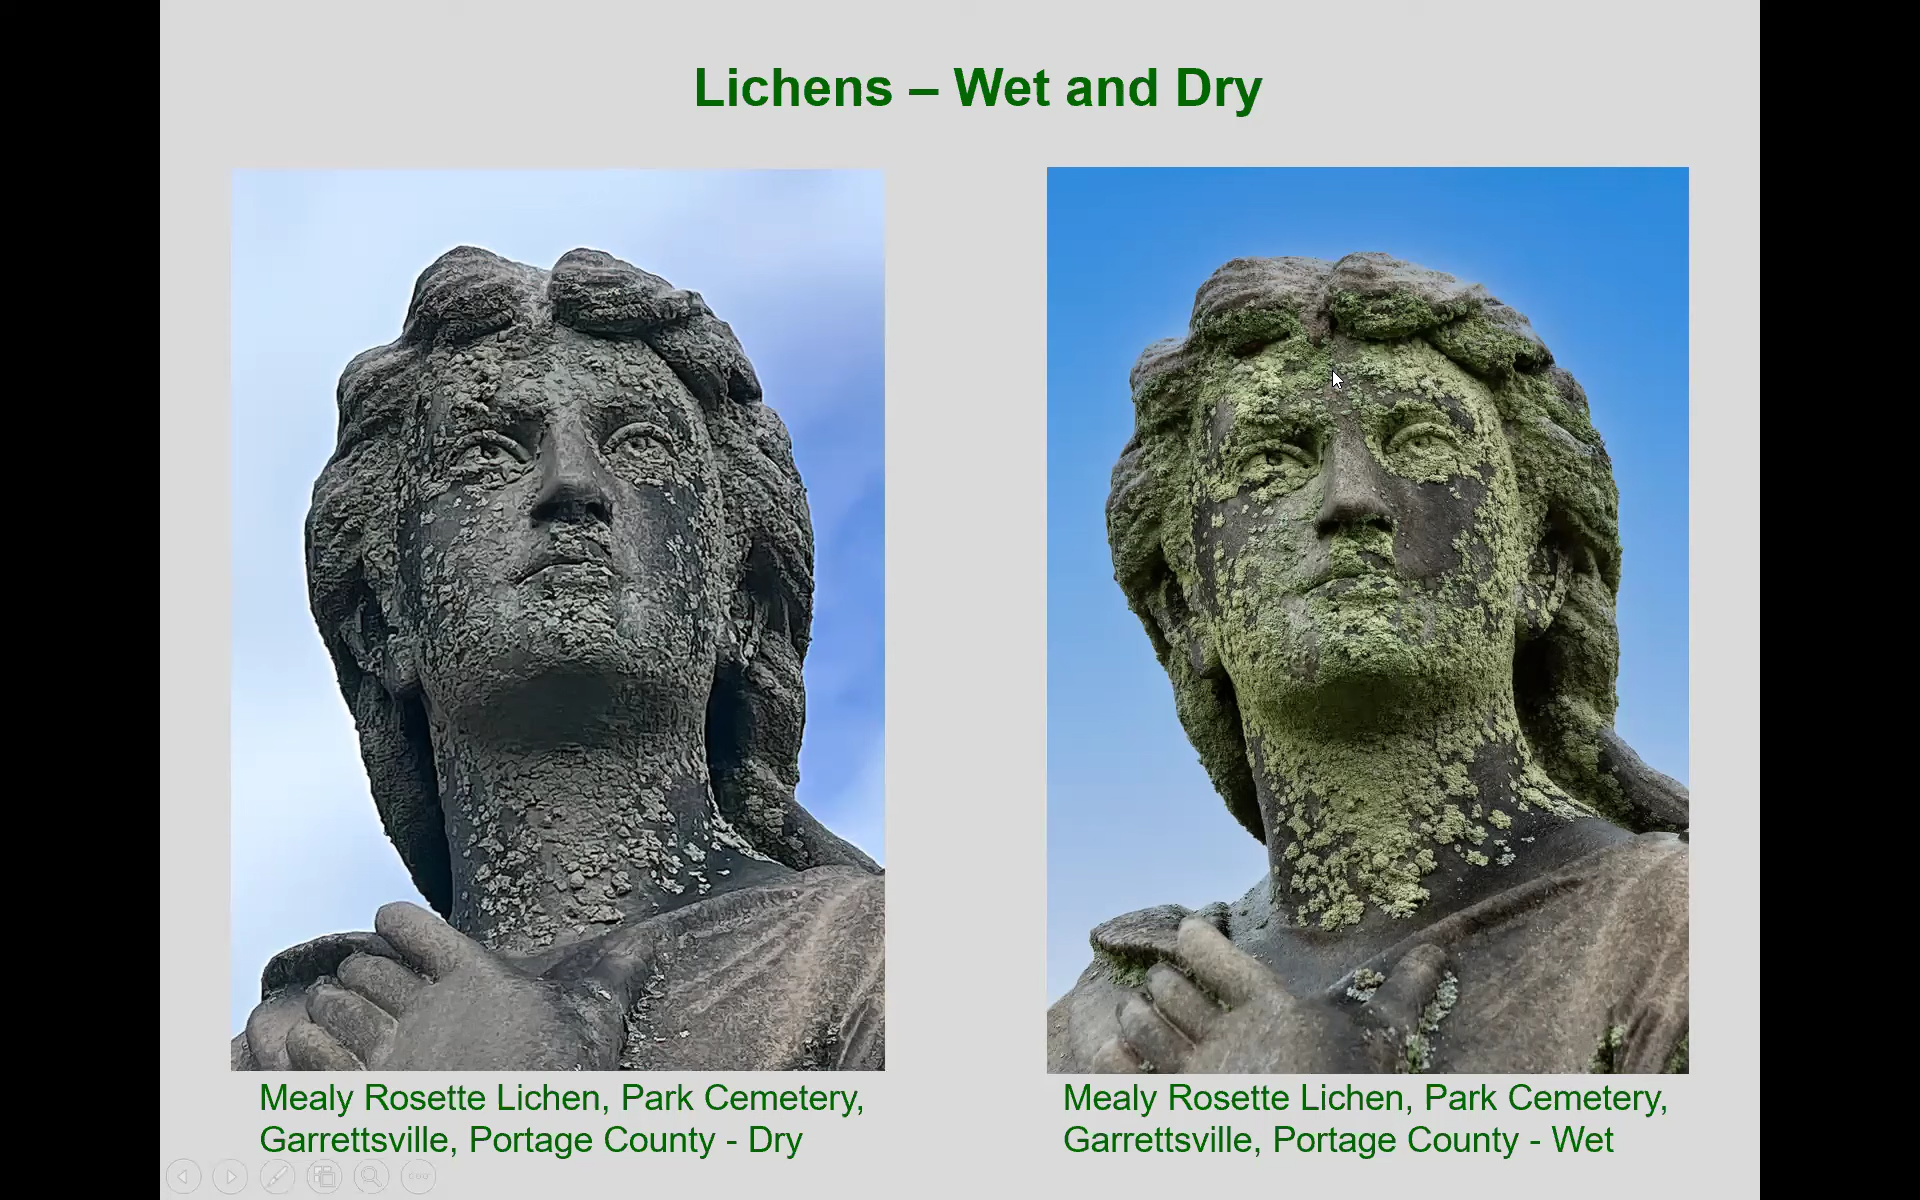 Lichens – Wet and Dry
Mealy Rosette Lichen, Park Cemetery,
Garrettsville, Portage County - Dry
Mealy Rosette Lichen, Park Cemetery,
Garrettsville, Portage County - Wet